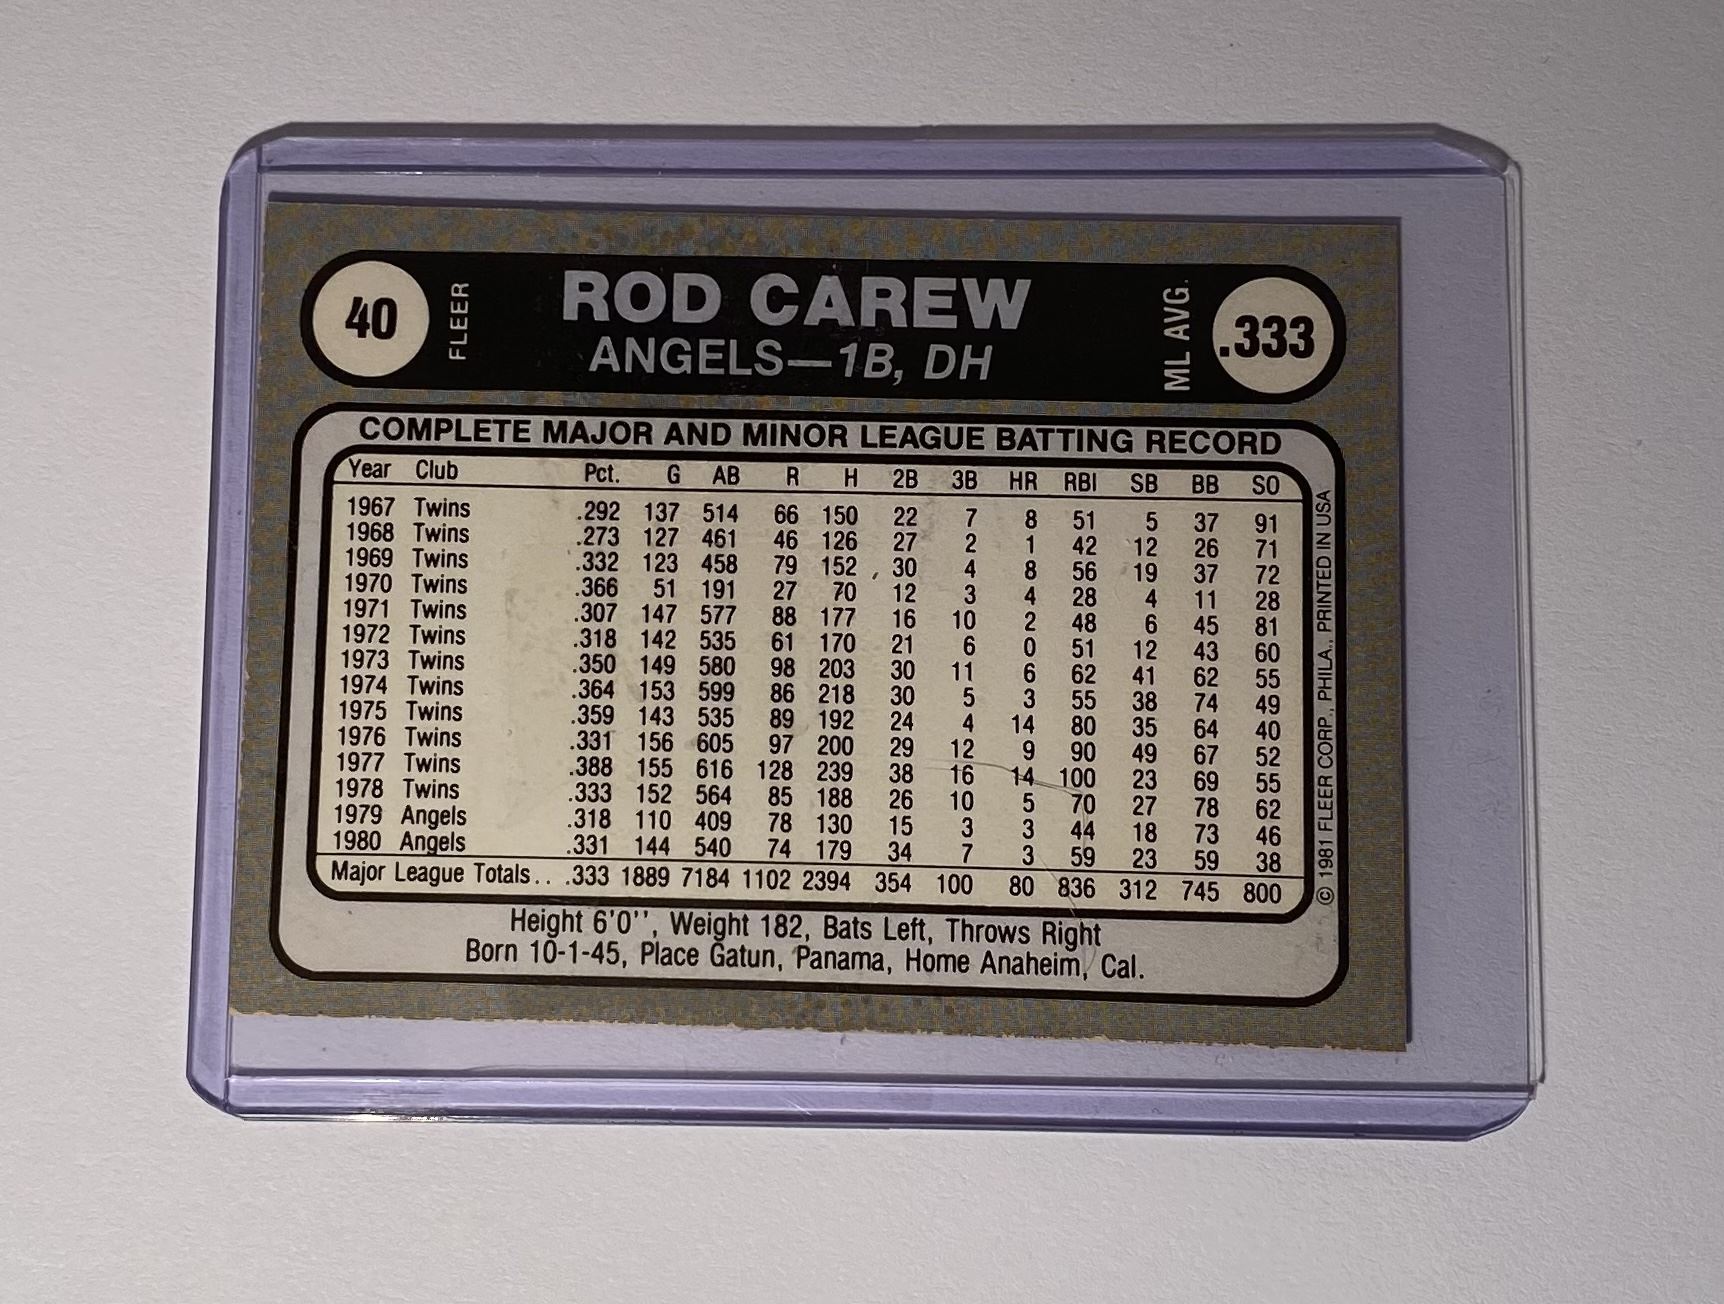 40 FLEER ROD CAREW ML AVG. .333
ANGELS—1B, DH
COMPLETE MAJOR AND MINOR LEAGUE BATTING RECORD
Year Club Pct. G AB R H 2B 3B HR RBI SB BB SO
1967 Twins .292 137 514 66 150 22 7 8 51 5 37 91
1968 Twins .273 127 461 46 126 27 2 1 42 12 26 71
1969 Twins .332 123 458 79 152 30 4 8 56 19 37 72
1970 Twins .366 51 191 27 70 12 3 4 28 4 11 28
1971 Twins .307 147 577 88 177 16 10 2 48 6 45 81
1972 Twins .318 142 535 61 170 21 6 0 51 12 43 60
1973 Twins .350 149 580 98 203 30 11 6 62 41 62 55
1974 Twins .364 153 599 86 218 30 5 3 55 38 74 49
1975 Twins .359 143 535 89 192 24 4 14 80 35 64 40
1976 Twins .331 156 605 97 200 29 12 9 90 49 67 52
1977 Twins .388 155 616 128 239 38 16 14 100 23 69 55
1978 Twins .333 152 564 85 188 26 10 5 70 27 78 62
1979 Angels .318 110 409 78 130 15 3 3 44 18 73 46
1980 Angels .331 144 540 74 179 34 7 3 59 23 59 38
Major League Totals.. .333 1889 7184 1102 2394 354 100 80 836 312 745 800
Height 6'0'', Weight 182, Bats Left, Throws Right
Born 10-1-45, Place Gatun, Panama, Home Anaheim, Cal.
© 1981 FLEER CORP., PHILA., PRINTED IN USA